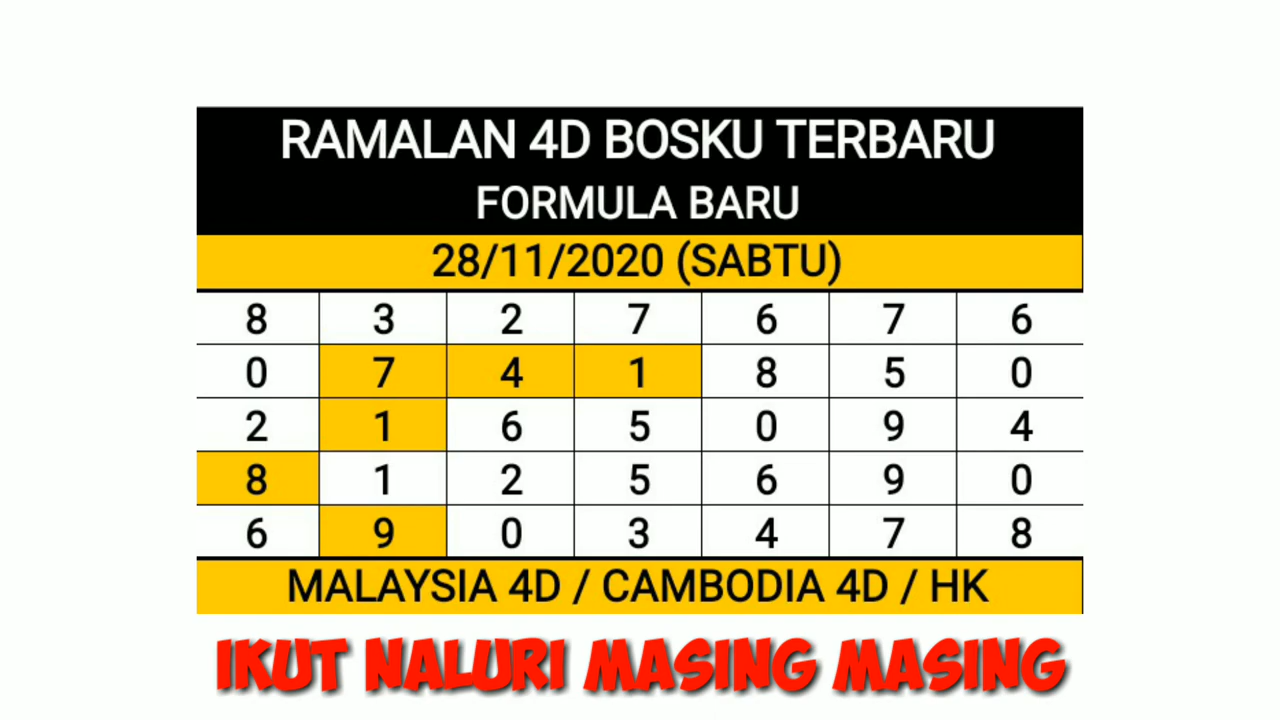 RAMALAN 4D BOSKU TERBARU
FORMULA BARU
28/11/2020 (SABTU)
8 3 2 7 6 7 6
0 7 4 1 8 5 0
2 1 6 5 0 9 4
8 1 2 5 6 9 0
6 9 0 3 4 7 8
MALAYSIA 4D / CAMBODIA 4D / HK
IKUT NALURI MASING MASING